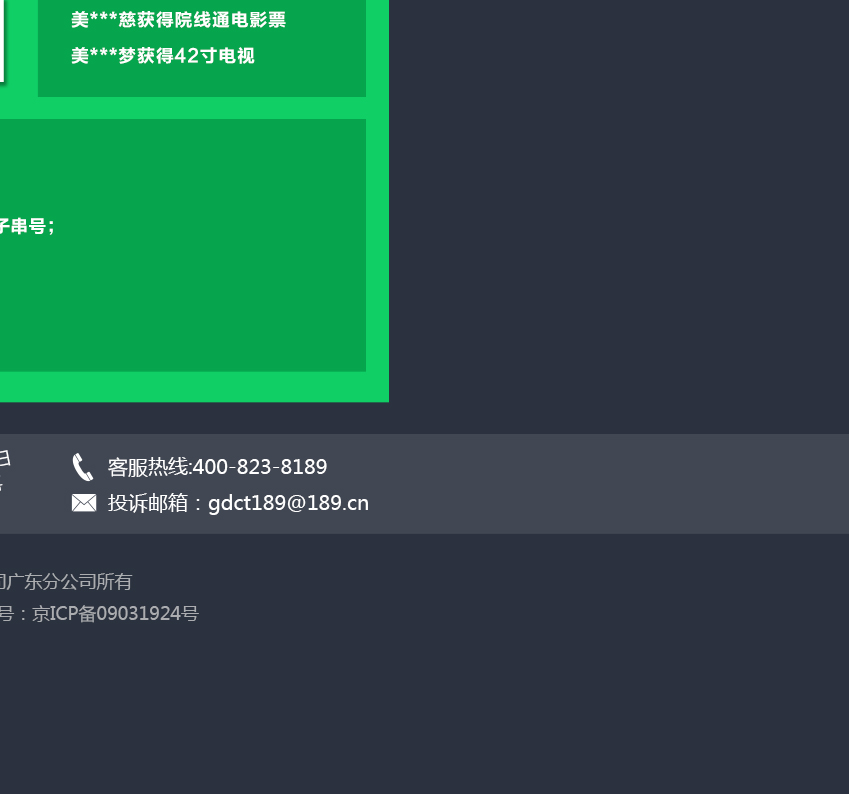 美***慈获得院线通电影票
美***梦获得42寸电视
子串号；
客服热线:400-823-8189
投诉邮箱：gdct189@189.cn
广东分公司所有
号：京ICP备09031924号